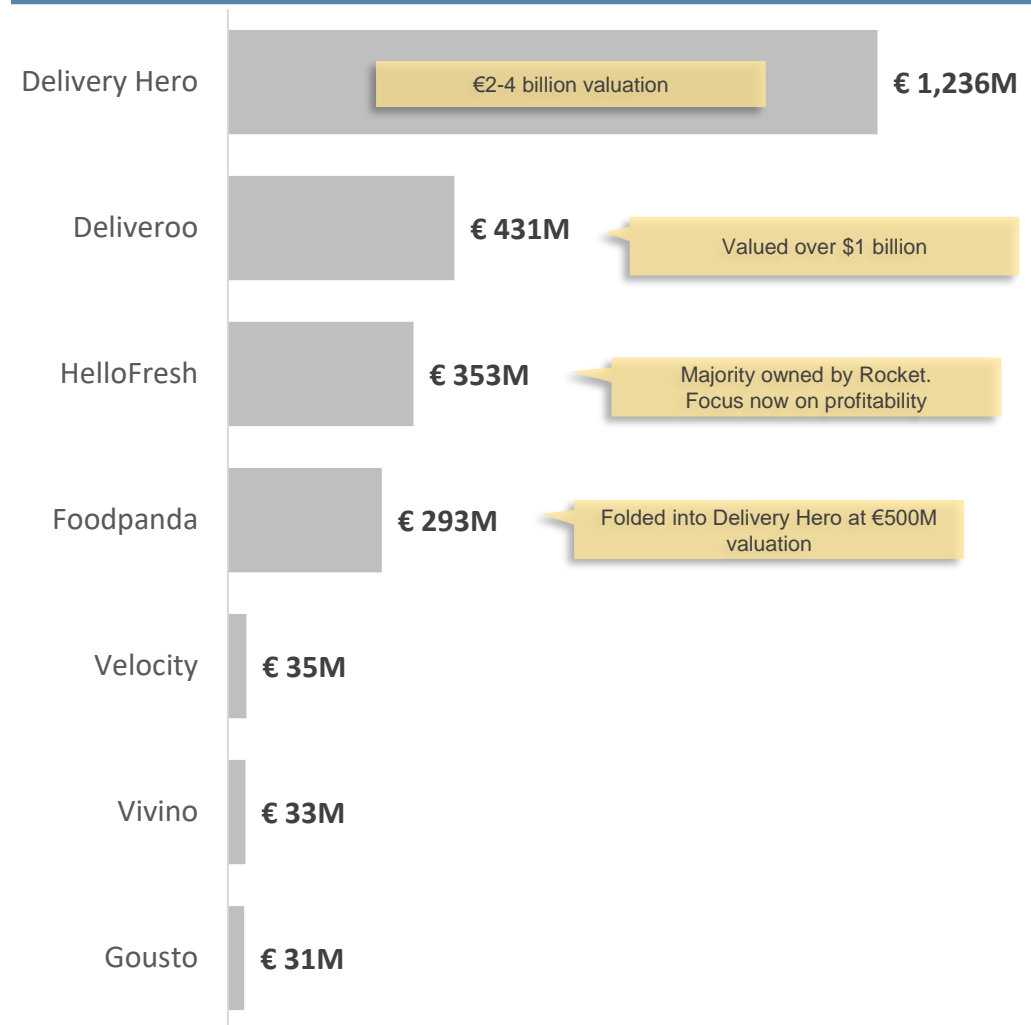 Delivery Hero
€2-4 billion valuation
€ 1,236M
Deliveroo
€ 431M
Valued over $1 billion
HelloFresh
€ 353M
Majority owned by Rocket.
Focus now on profitability
Foodpanda
€ 293M
Folded into Delivery Hero at €500M
valuation
Velocity
€ 35M
Vivino
€ 33M
Gousto
€ 31M